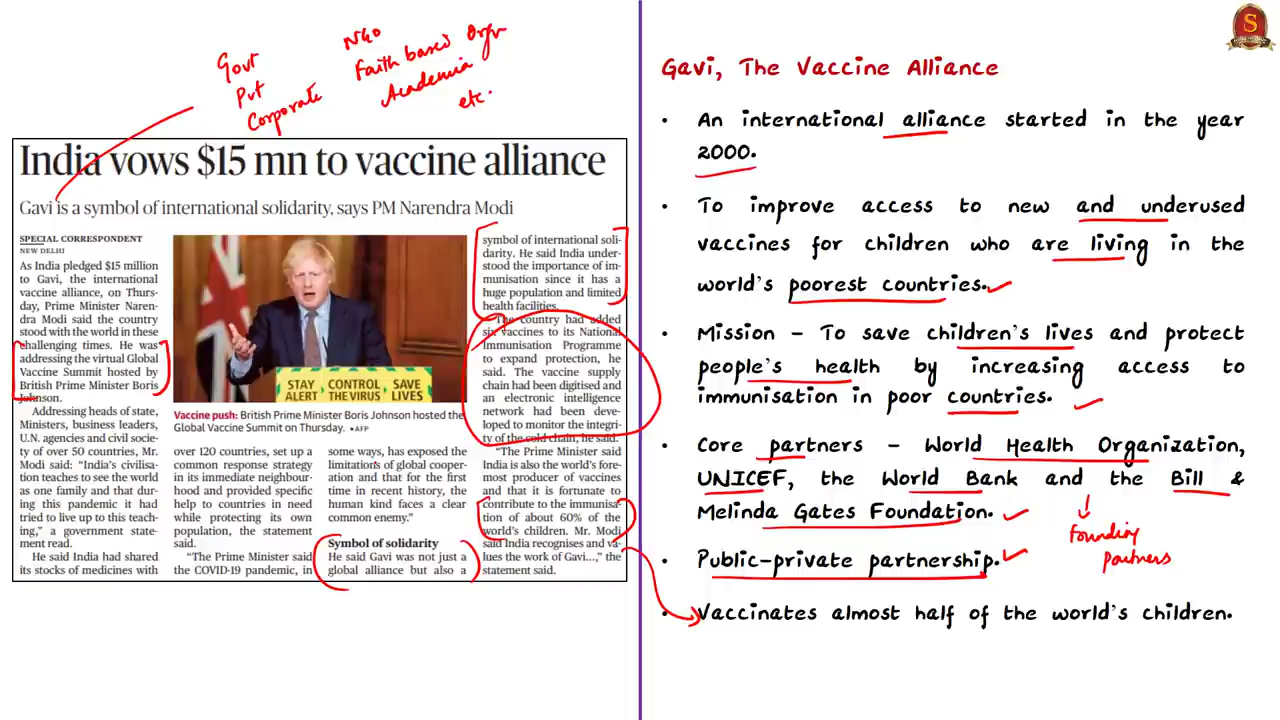 Govt
Pvt
Corporate
NGO
Faith based Orgn
Academia
etc.
India vows $15 mn to vaccine alliance
Gavi is a symbol of international solidarity, says PM Narendra Modi
SPECIAL CORRESPONDENT
NEW DELHI
As India pledged $15 million
to Gavi, the international
vaccine alliance, on Thurs-
day, Prime Minister Naren-
dra Modi said the country
stood with the world in these
challenging times. He was
addressing the virtual Global
Vaccine Summit hosted by
British Prime Minister Boris
Johnson.
Addressing heads of state,
Ministers, business leaders,
U.N. agencies and civil socie-
ty of over 50 countries, Mr.
Modi said: “India’s civilisa-
tion teaches to see the world
as one family and that dur-
ing this pandemic it had
tried to live up to this teach-
ing,” a government state-
ment read.
He said India had shared
its stocks of medicines with
STAY ALERT
CONTROL THE VIRUS
SAVE LIVES
Vaccine push: British Prime Minister Boris Johnson hosted the
Global Vaccine Summit on Thursday. •AFP
over 120 countries, set up a
common response strategy
in its immediate neighbour-
hood and provided specific
help to countries in need
while protecting its own
population, the statement
said.
“The Prime Minister said
the COVID-19 pandemic, in
some ways, has exposed the
limitations of global cooper-
ation and that for the first
time in recent history, the
human kind faces a clear
common enemy.”
Symbol of solidarity
He said Gavi was not just a
global alliance but also a
symbol of international soli-
darity. He said India under-
stood the importance of im-
munisation since it has a
huge population and limited
health facilities.
The country had added
six vaccines to its National
Immunisation Programme
to expand protection, he
said. The vaccine supply
chain had been digitised and
an electronic intelligence
network had been deve-
loped to monitor the integri-
ty of the cold chain, he said.
“The Prime Minister said
India is also the world’s fore-
most producer of vaccines
and that it is fortunate to
contribute to the immunisa-
tion of about 60% of the
world’s children. Mr. Modi
said India recognises and va-
lues the work of Gavi...,” the
statement said.
S
Gavi, The Vaccine Alliance
• An international alliance started in the year
2000.
• To improve access to new and underused
vaccines for children who are living in the
world’s poorest countries.
• Mission – To save children’s lives and protect
people’s health by increasing access to
immunisation in poor countries.
• Core partners – World Health Organization,
UNICEF, the World Bank and the Bill &
Melinda Gates Foundation.
Founding
Partners
• Public-private partnership.
• Vaccinates almost half of the world’s children.